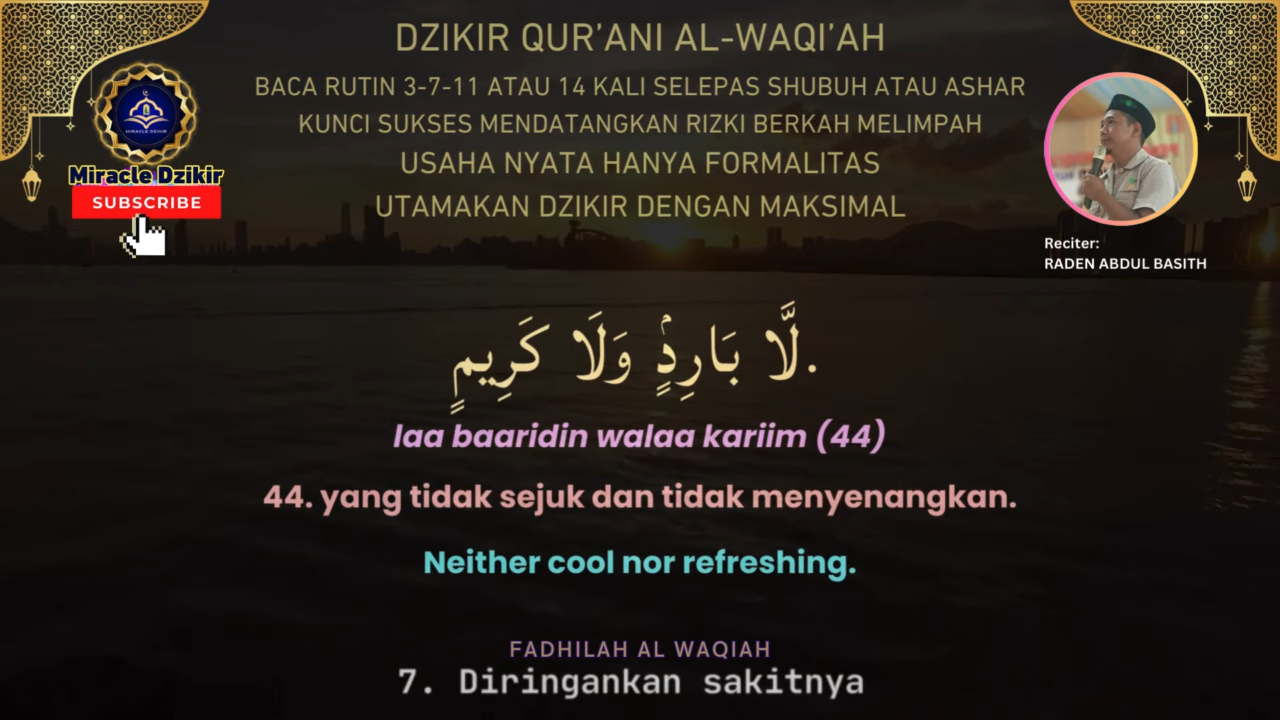 DZIKIR QUR'ANI AL-WAQI'AH
BACA RUTIN 3-7-11 ATAU 14 KALI SELEPAS SHUBUH ATAU ASHAR
KUNCI SUKSES MENDATANGKAN RIZKI BERKAH MELIMPAH
USAHA NYATA HANYA FORMALITAS
UTAMAKAN DZIKIR DENGAN MAKSIMAL
MIRACLE DZIKIR
Miracle Dzikir
SUBSCRIBE
Reciter:
RADEN ABDUL BASITH
لَّا بَارِدٍۢ وَلَا كَرِيمٍ.
laa baaridin walaa kariim (44)
44. yang tidak sejuk dan tidak menyenangkan.
Neither cool nor refreshing.
FADHILAH AL WAQIAH
7. Diringankan sakitnya